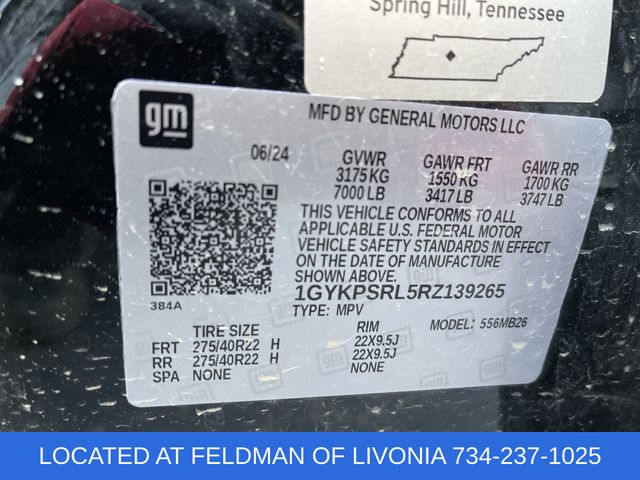 Spring Hill, Tennessee
gm
MFD BY GENERAL MOTORS LLC
06/24
GVWR GAWR FRT GAWR RR
3175 KG 1550 KG 1700 KG
7000 LB 3417 LB 3747 LB
THIS VEHICLE CONFORMS TO ALL
APPLICABLE U.S. FEDERAL MOTOR
VEHICLE SAFETY STANDARDS IN EFFECT
ON THE DATE OF MANUFACTURE
SHOWN ABOVE.
384A
1GYKPSRL5RZ139265
TYPE: MPV MODEL: 556MB26
TIRE SIZE RIM
FRT 275/40R22 H 22X9.5J
RR 275/40R22 H 22X9.5J
SPA NONE NONE
LOCATED AT FELDMAN OF LIVONIA 734-237-1025